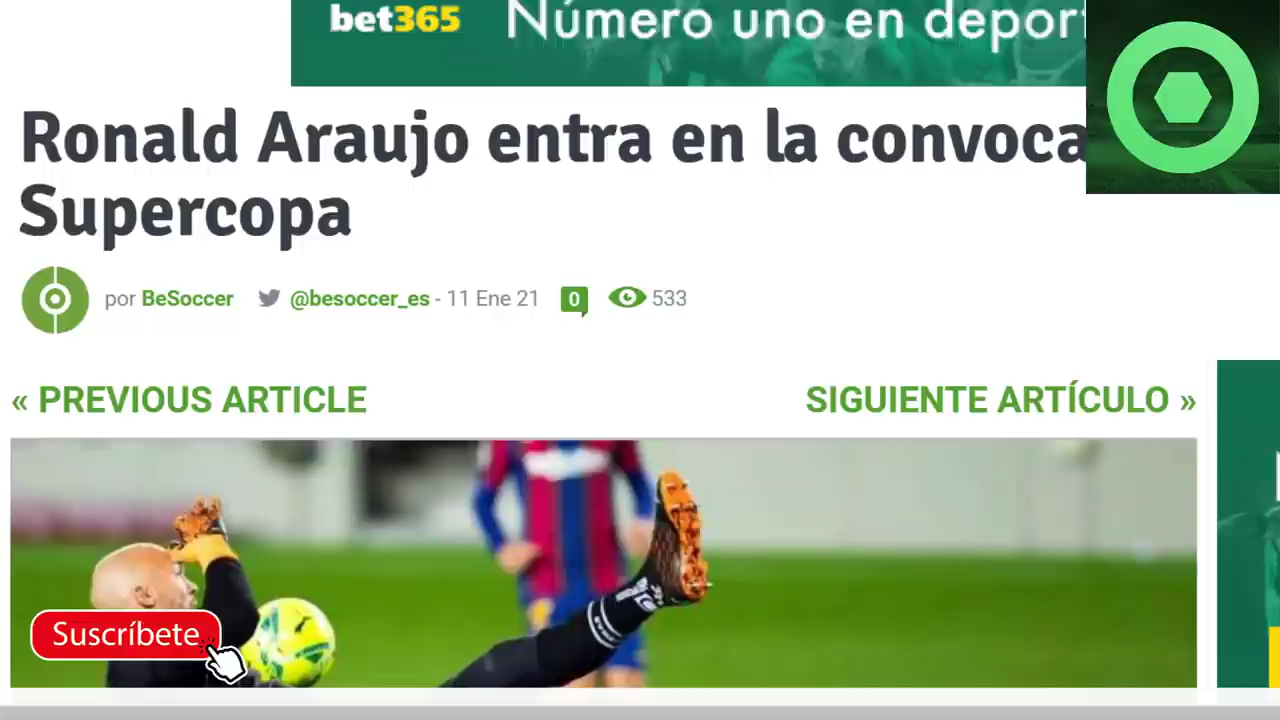 bet365 Número uno en depor
Ronald Araujo entra en la convoca
Supercopa
por BeSoccer @besoccer_es - 11 Ene 21 0 533
« PREVIOUS ARTICLE SIGUIENTE ARTÍCULO »
Suscríbete